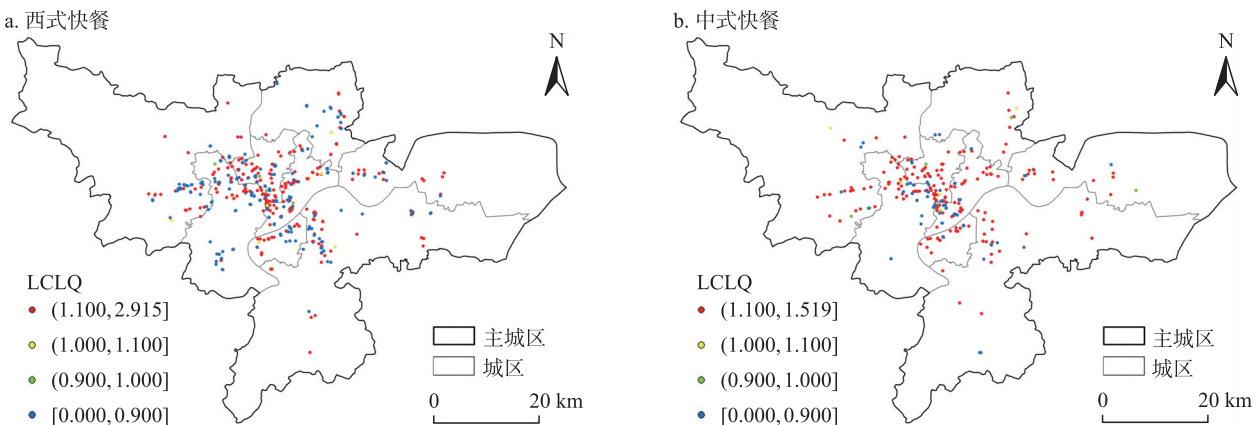 a. 西式快餐
N
LCLQ
(1.100, 2.915]
(1.000, 1.100]
(0.900, 1.000]
[0.000, 0.900]
主城区
城区
0 20 km
b. 中式快餐
N
LCLQ
(1.100, 1.519]
(1.000, 1.100]
(0.900, 1.000]
[0.000, 0.900]
主城区
城区
0 20 km